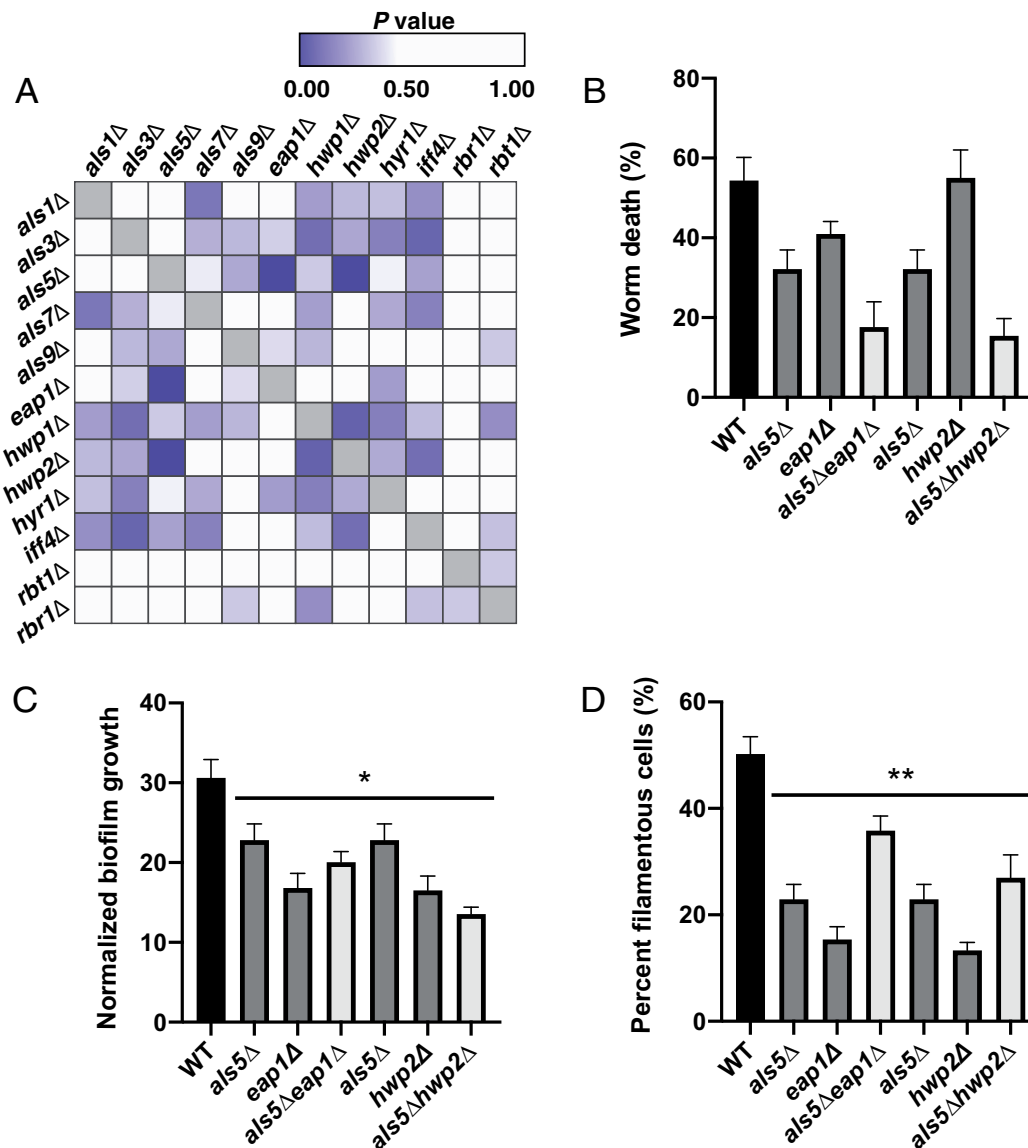 P value
0.00 0.50 1.00
A
als1Δ als3Δ als5Δ als7Δ als9Δ eap1Δ hwp1Δ hwp2Δ hyr1Δ iff4Δ rbr1Δ rbt1Δ
als1Δ
als3Δ
als5Δ
als7Δ
als9Δ
eap1Δ
hwp1Δ
hwp2Δ
hyr1Δ
iff4Δ
rbt1Δ
rbr1Δ
B
Worm death (%)
80
60
40
20
0
WT als5Δ eap1Δ als5Δeap1Δ als5Δ hwp2Δ als5Δhwp2Δ
C
Normalized biofilm growth
40
30
20
10
0
*
WT als5Δ eap1Δ als5Δeap1Δ als5Δ hwp2Δ als5Δhwp2Δ
D
Percent filamentous cells (%)
60
40
20
0
**
WT als5Δ eap1Δ als5Δeap1Δ als5Δ hwp2Δ als5Δhwp2Δ